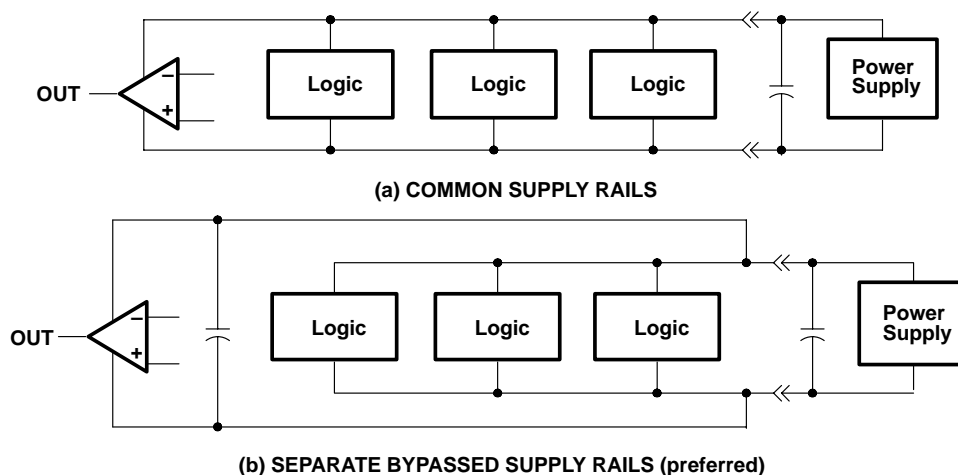 OUT
−
+
Logic
Logic
Logic
Power
Supply
(a) COMMON SUPPLY RAILS
OUT
−
+
Logic
Logic
Logic
Power
Supply
(b) SEPARATE BYPASSED SUPPLY RAILS (preferred)